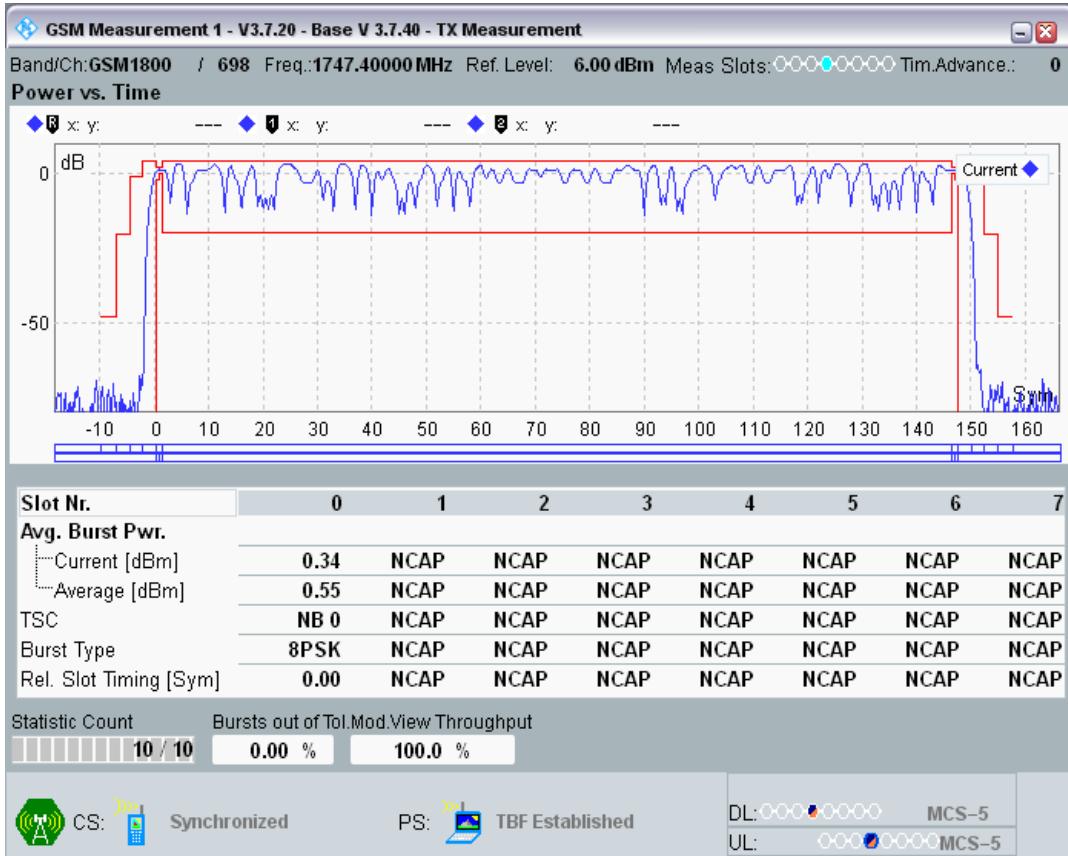 GSM Measurement 1 - V3.7.20 - Base V 3.7.40 - TX Measurement
Band/Ch:GSM1800 / 698 Freq.:1747.40000 MHz Ref. Level: 6.00 dBm Meas Slots: Tim.Advance.: 0
Power vs. Time
R x: y: --- 1 x: y: --- 2 x: y: ---
dB
Current
0
-50
Sym
-10 0 10 20 30 40 50 60 70 80 90 100 110 120 130 140 150 160
Slot Nr. 0 1 2 3 4 5 6 7
Avg. Burst Pwr.
Current [dBm] 0.34 NCAP NCAP NCAP NCAP NCAP NCAP NCAP
Average [dBm] 0.55 NCAP NCAP NCAP NCAP NCAP NCAP NCAP
TSC NB 0 NCAP NCAP NCAP NCAP NCAP NCAP NCAP
Burst Type 8PSK NCAP NCAP NCAP NCAP NCAP NCAP NCAP
Rel. Slot Timing [Sym] 0.00 NCAP NCAP NCAP NCAP NCAP NCAP NCAP
Statistic Count Bursts out of Tol. Mod.View Throughput
10 / 10 0.00 % 100.0 %
CS: Synchronized PS: TBF Established
DL: MCS-5
UL: MCS-5